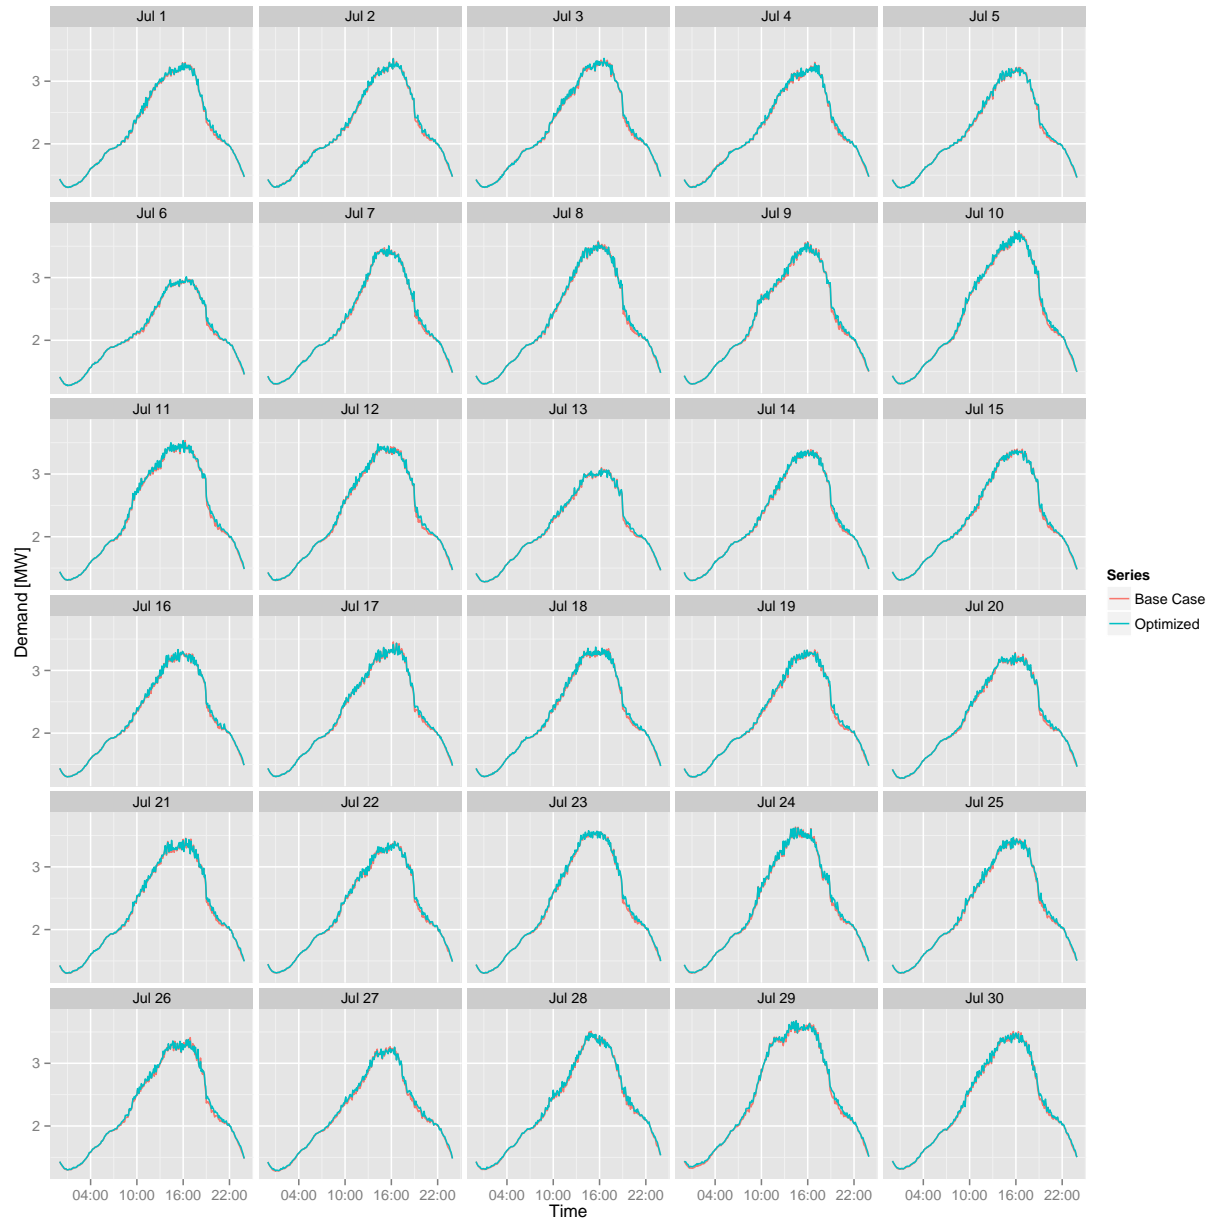 Jul 1 Jul 2 Jul 3 Jul 4 Jul 5
3
2
Jul 6 Jul 7 Jul 8 Jul 9 Jul 10
3
2
Jul 11 Jul 12 Jul 13 Jul 14 Jul 15
3
2
Demand [MW]
Jul 16 Jul 17 Jul 18 Jul 19 Jul 20
3
2
Jul 21 Jul 22 Jul 23 Jul 24 Jul 25
3
2
Jul 26 Jul 27 Jul 28 Jul 29 Jul 30
3
2
04:00 10:00 16:00 22:00 04:00 10:00 16:00 22:00 04:00 10:00 16:00 22:00 04:00 10:00 16:00 22:00 04:00 10:00 16:00 22:00
Time
Series
Base Case
Optimized